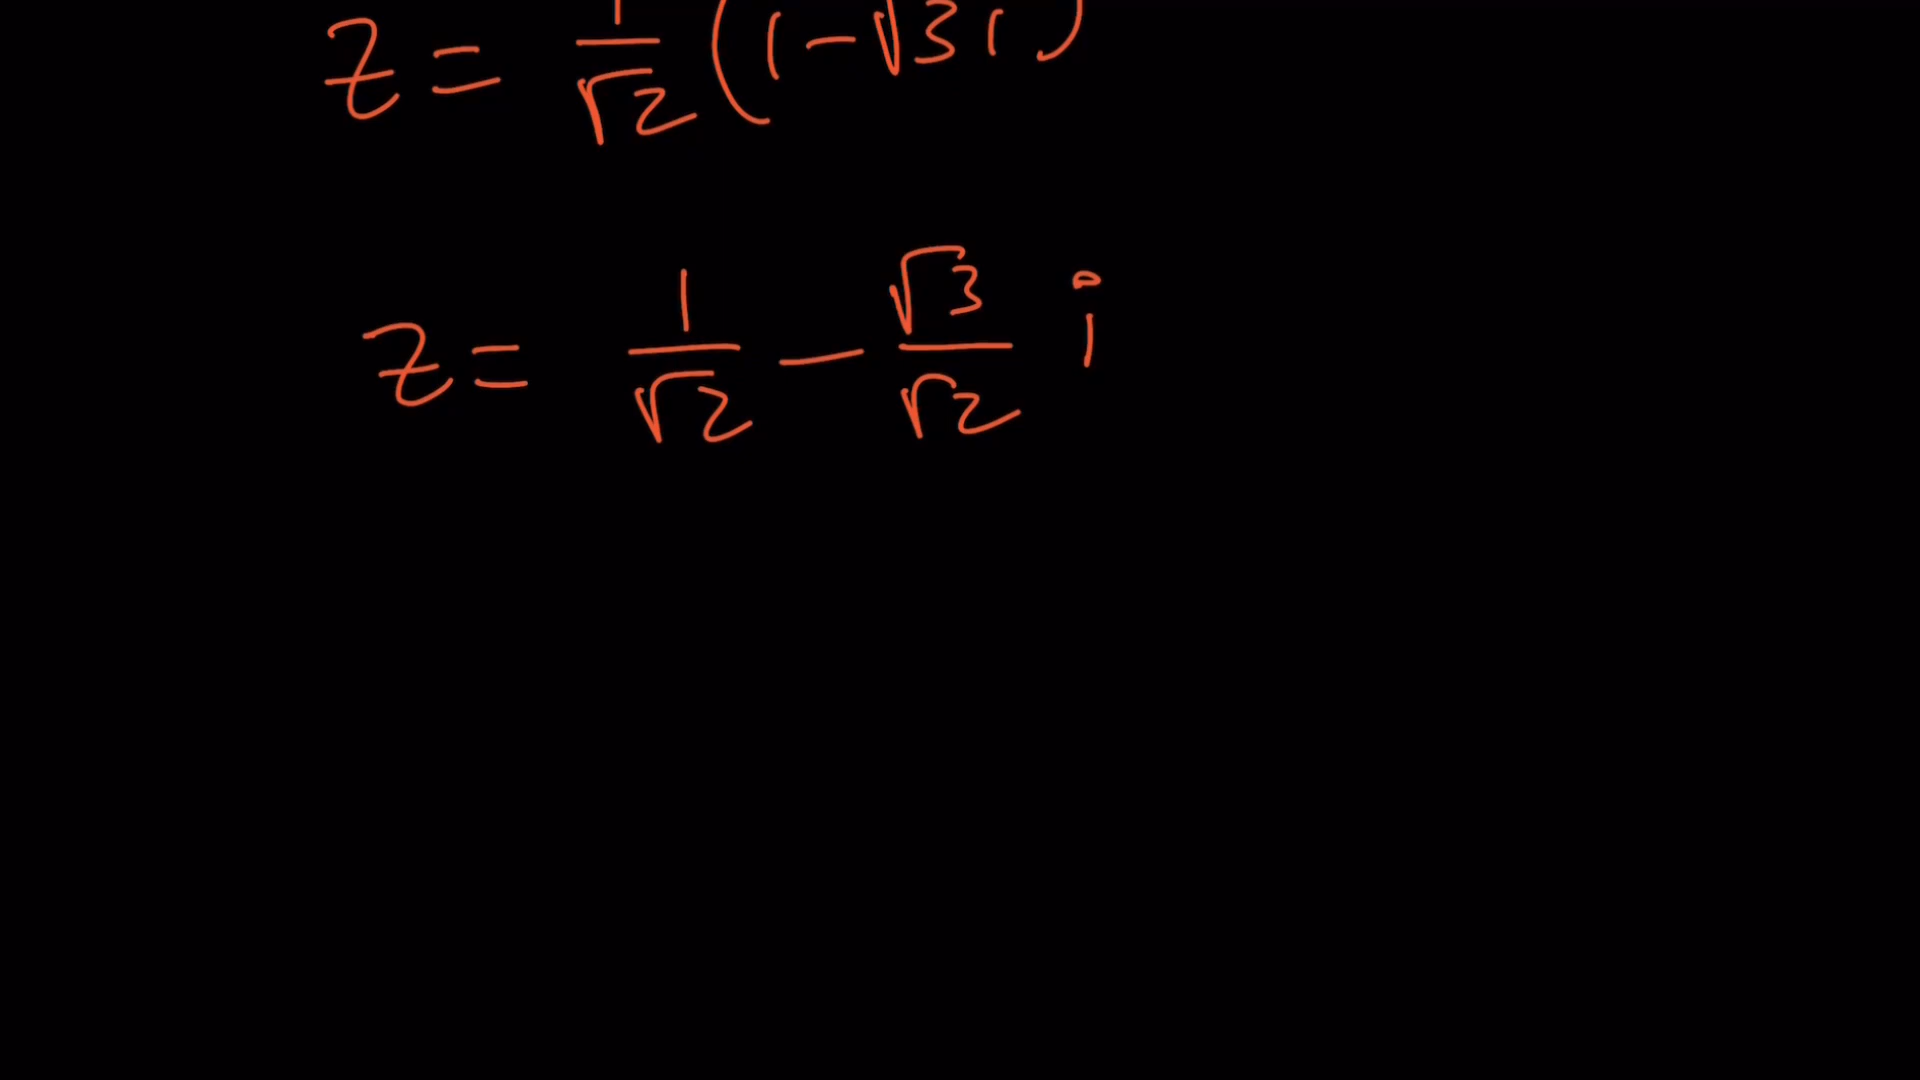 z = 1/√2 (1 - √3 i)
z = 1/√2 - √3/√2 i